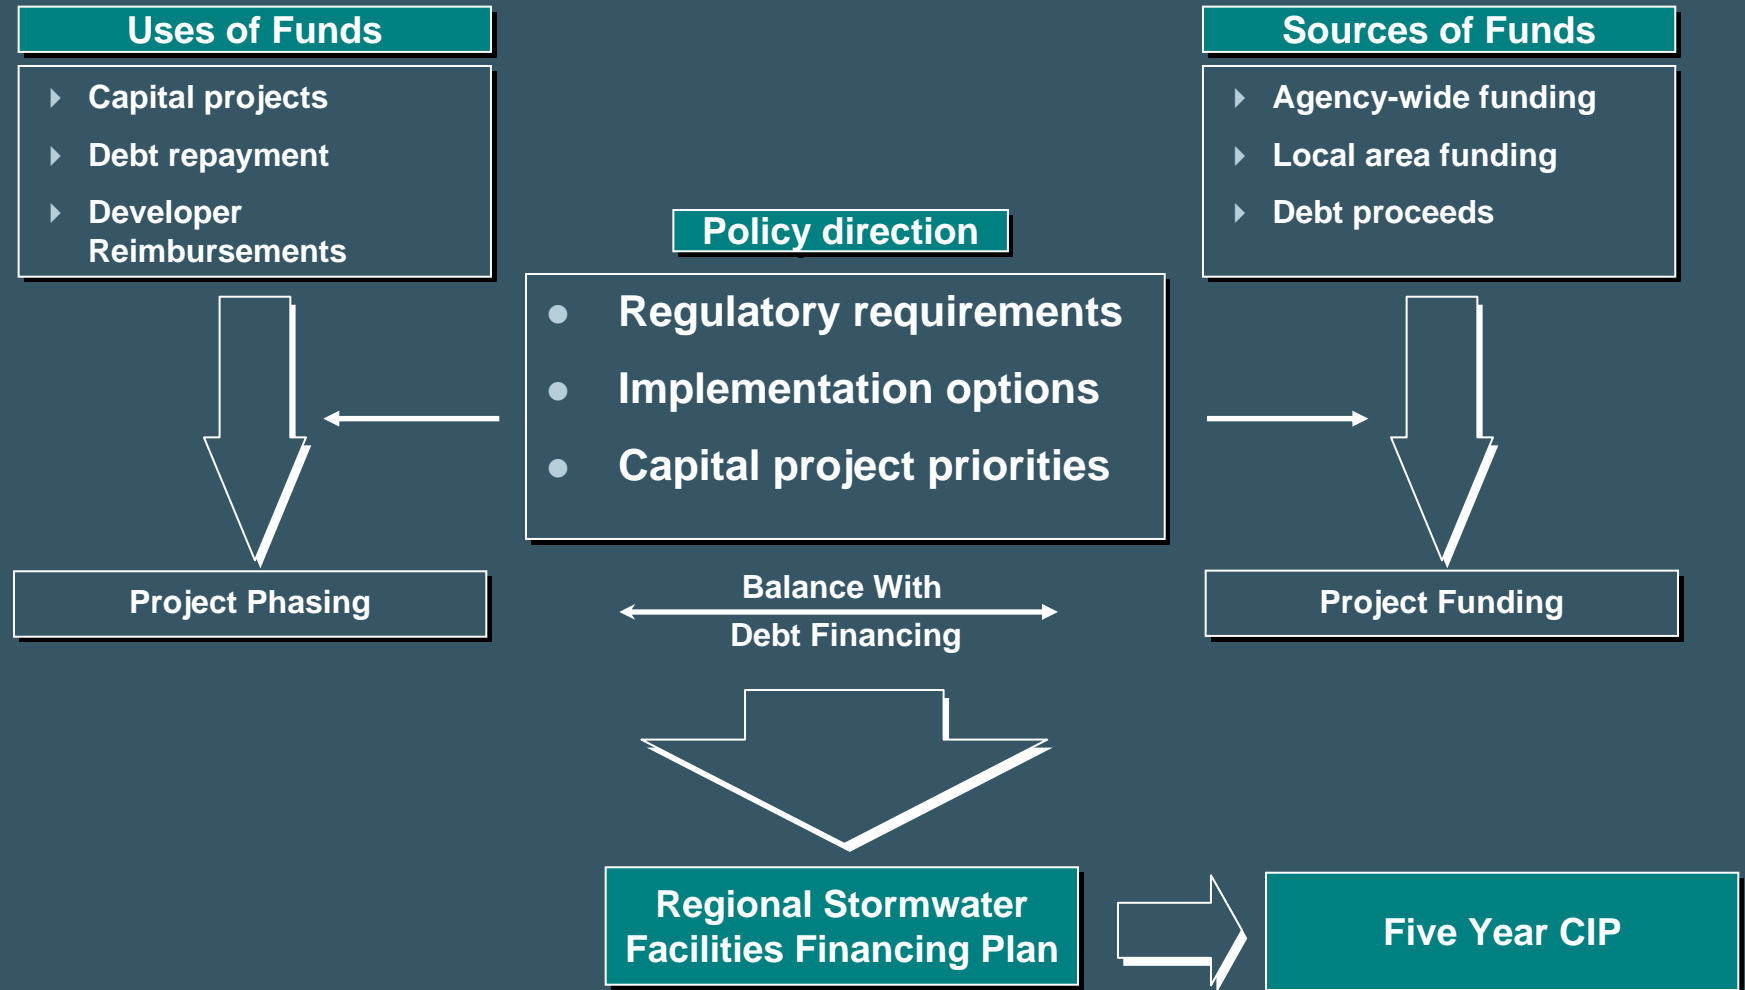 Uses of Funds
Capital projects
Debt repayment
Developer
Reimbursements
Sources of Funds
Agency-wide funding
Local area funding
Debt proceeds
Policy direction
Regulatory requirements
Implementation options
Capital project priorities
Project Phasing
Balance With
Debt Financing
Project Funding
Regional Stormwater
Facilities Financing Plan
Five Year CIP